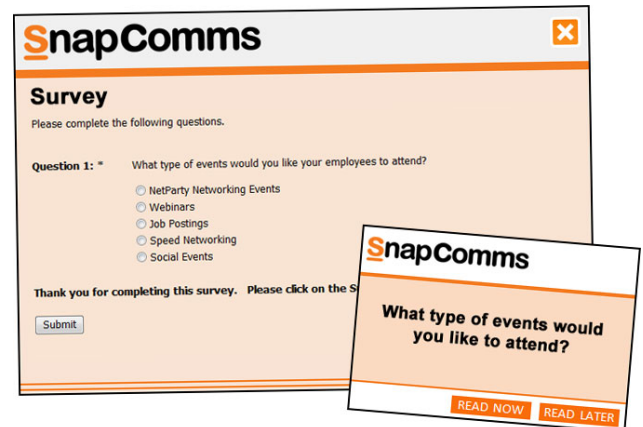 SnapComms
Survey
Please complete the following questions.
Question 1: * What type of events would you like your employees to attend?
NetParty Networking Events
Webinars
Job Postings
Speed Networking
Social Events
Thank you for completing this survey. Please click on the
Submit
SnapComms
What type of events would
you like to attend?
READ NOW READ LATER